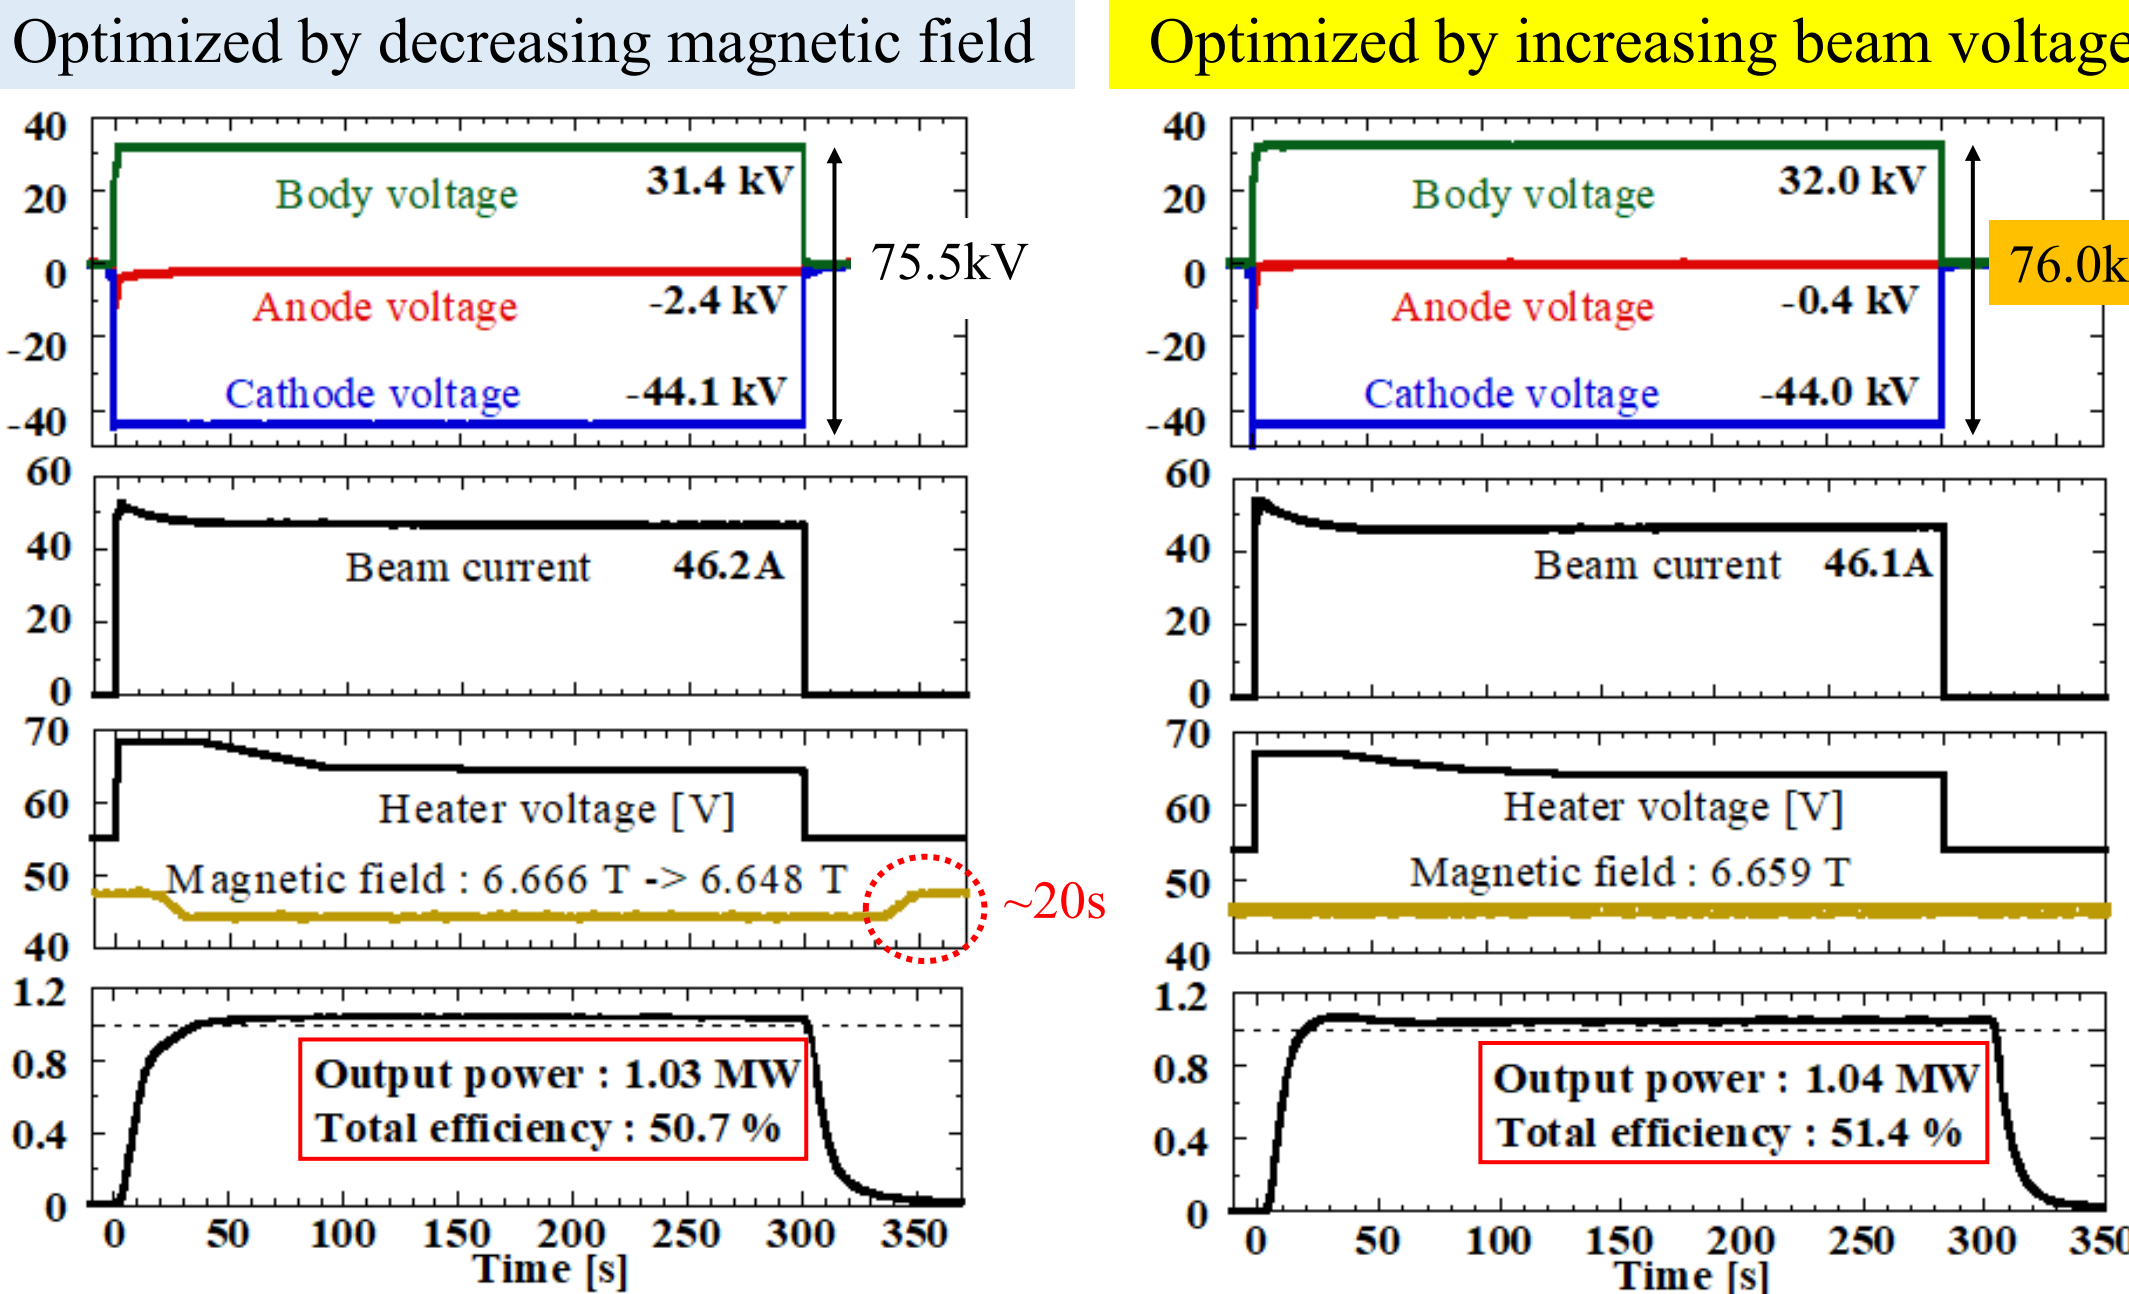 Optimized by decreasing magnetic field
40
20
0
-20
-40
Body voltage 31.4 kV
Anode voltage -2.4 kV
Cathode voltage -44.1 kV
75.5kV
60
40
20
0
Beam current 46.2A
70
60
50
40
Heater voltage [V]
Magnetic field : 6.666 T -> 6.648 T
~20s
1.2
0.8
0.4
0
Output power : 1.03 MW
Total efficiency : 50.7 %
0 50 100 150 200 250 300 350
Time [s]
Optimized by increasing beam voltage
40
20
0
-20
-40
Body voltage 32.0 kV
Anode voltage -0.4 kV
Cathode voltage -44.0 kV
76.0k
60
40
20
0
Beam current 46.1A
70
60
50
40
Heater voltage [V]
Magnetic field : 6.659 T
1.2
0.8
0.4
0
Output power : 1.04 MW
Total efficiency : 51.4 %
0 50 100 150 200 250 300 350
Time [s]